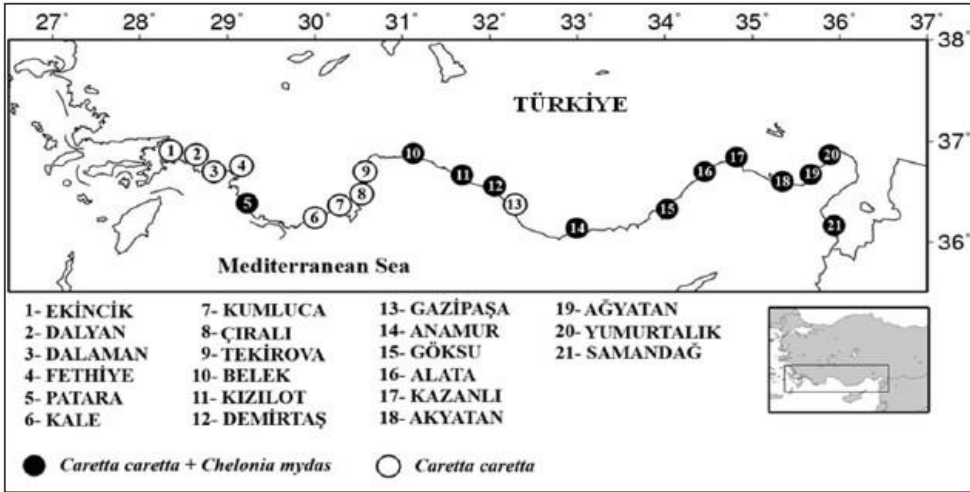 27° 28° 29° 30° 31° 32° 33° 34° 35° 36° 37°
38°
TÜRKİYE
37°
1 2 3 4 5 6 7 8 9 10 11 12 13 14 15 16 17 18 19 20 21
36°
Mediterranean Sea
1- EKİNCİK
2- DALYAN
3- DALAMAN
4- FETHİYE
5- PATARA
6- KALE
7- KUMLUCA
8- ÇIRALI
9- TEKİROVA
10- BELEK
11- KIZILOT
12- DEMİRTAŞ
13- GAZİPAŞA
14- ANAMUR
15- GÖKSU
16- ALATA
17- KAZANLI
18- AKYATAN
19- AĞYATAN
20- YUMURTALIK
21- SAMANDAĞ
Caretta caretta + Chelonia mydas
Caretta caretta